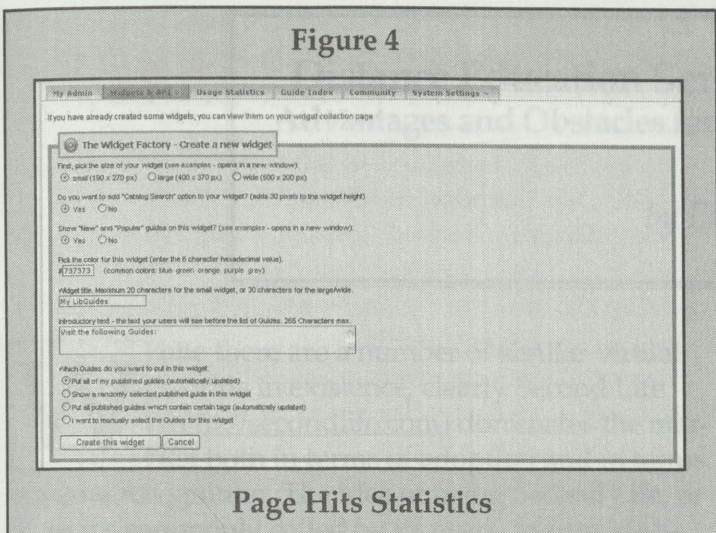 Figure 4
My Admin Widgets & API Usage Statistics Guide Index Community System Settings
If you have already created some widgets, you can view them on your widget collection page
The Widget Factory - Create a new widget
First, pick the size of your widget (see examples - opens in a new window):
small (190 x 270 px) large (400 x 370 px) wide (500 x 200 px)
Do you want to add "Catalog Search" option to your widget? (adds 30 pixels to the widget height)
Yes No
Show "New" and "Popular" guides on this widget? (see examples - opens in a new window).
Yes No
Pick the color for this widget (enter the 6 character hexadecimal value).
#737373 (common colors: blue green orange purple grey)
Widget title. Maximum 20 characters for the small widget, or 30 characters for the large/wide.
My LibGuides
Introductory text - the text your users will see before the list of Guides. 255 Characters max.
Visit the following Guides:
Which Guides do you want to put in this widget.
Put all of my published guides (automatically updated)
Show a randomly selected published guide in this widget
Put all published guides which contain certain tags (automatically updated)
I want to manually select the Guides for this widget
Create this widget Cancel
Page Hits Statistics